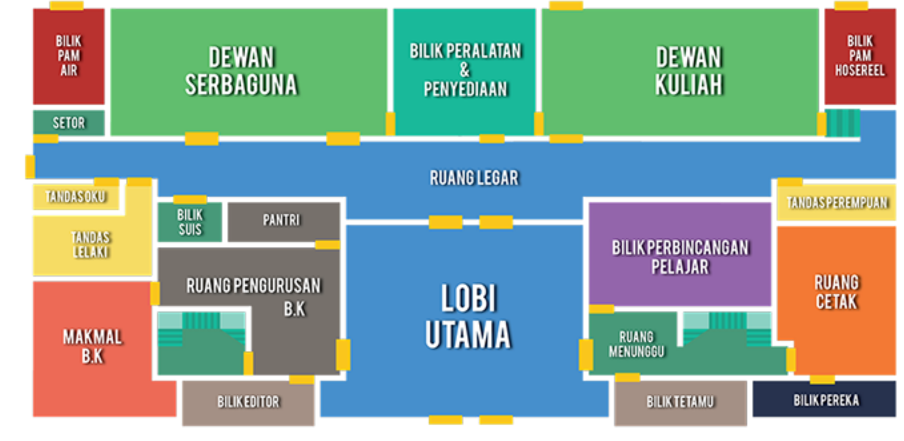 BILIK
PAM
AIR
DEWAN
SERBAGUNA
BILIK PERALATAN
&
PENYEDIAAN
DEWAN
KULIAH
BILIK
PAM
HOSEREEL
SETOR
RUANG LEGAR
TANDAS OKU
BILIK
SUIS
PANTRI
TANDAS PEREMPUAN
TANDAS
LELAKI
BILIK PERBINCANGAN
PELAJAR
RUANG PENGURUSAN
B.K
LOBI
UTAMA
RUANG
CETAK
MAKMAL
B.K
RUANG
MENUNGGU
BILIK EDITOR
BILIK TETAMU
BILIK PEREKA